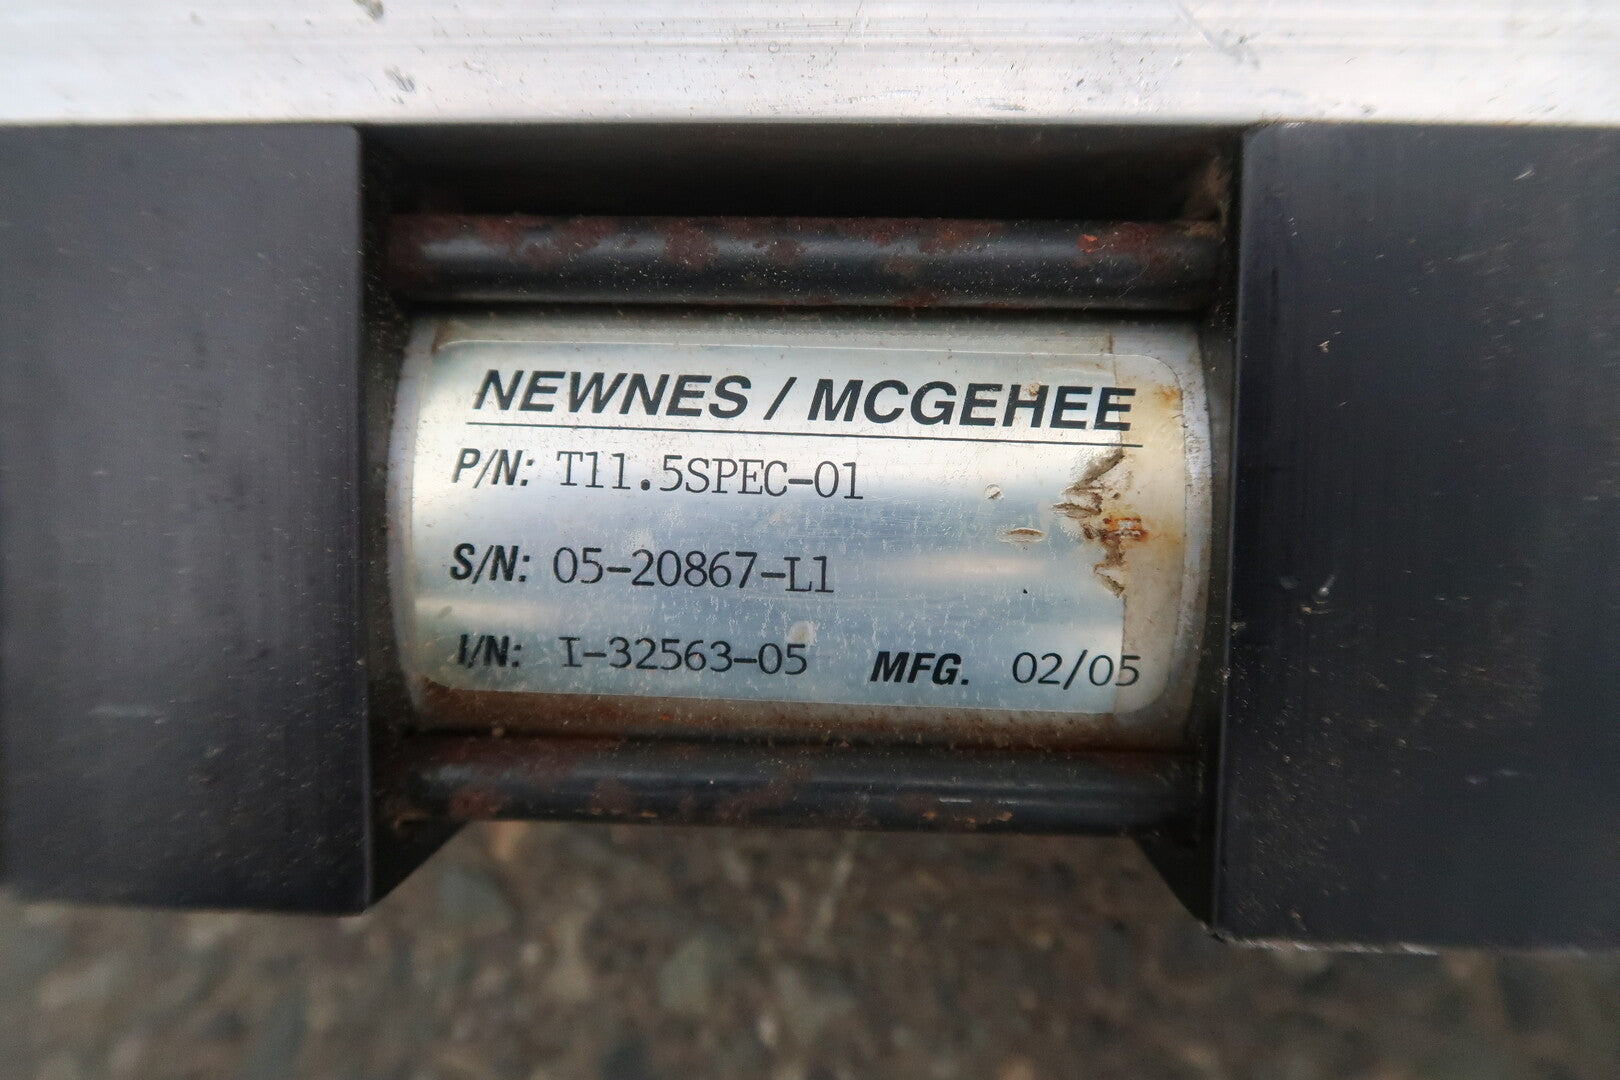 NEWNES / MCGEHEE
P/N: T11.5SPEC-01
S/N: 05-20867-L1
I/N: I-32563-05 MFG. 02/05